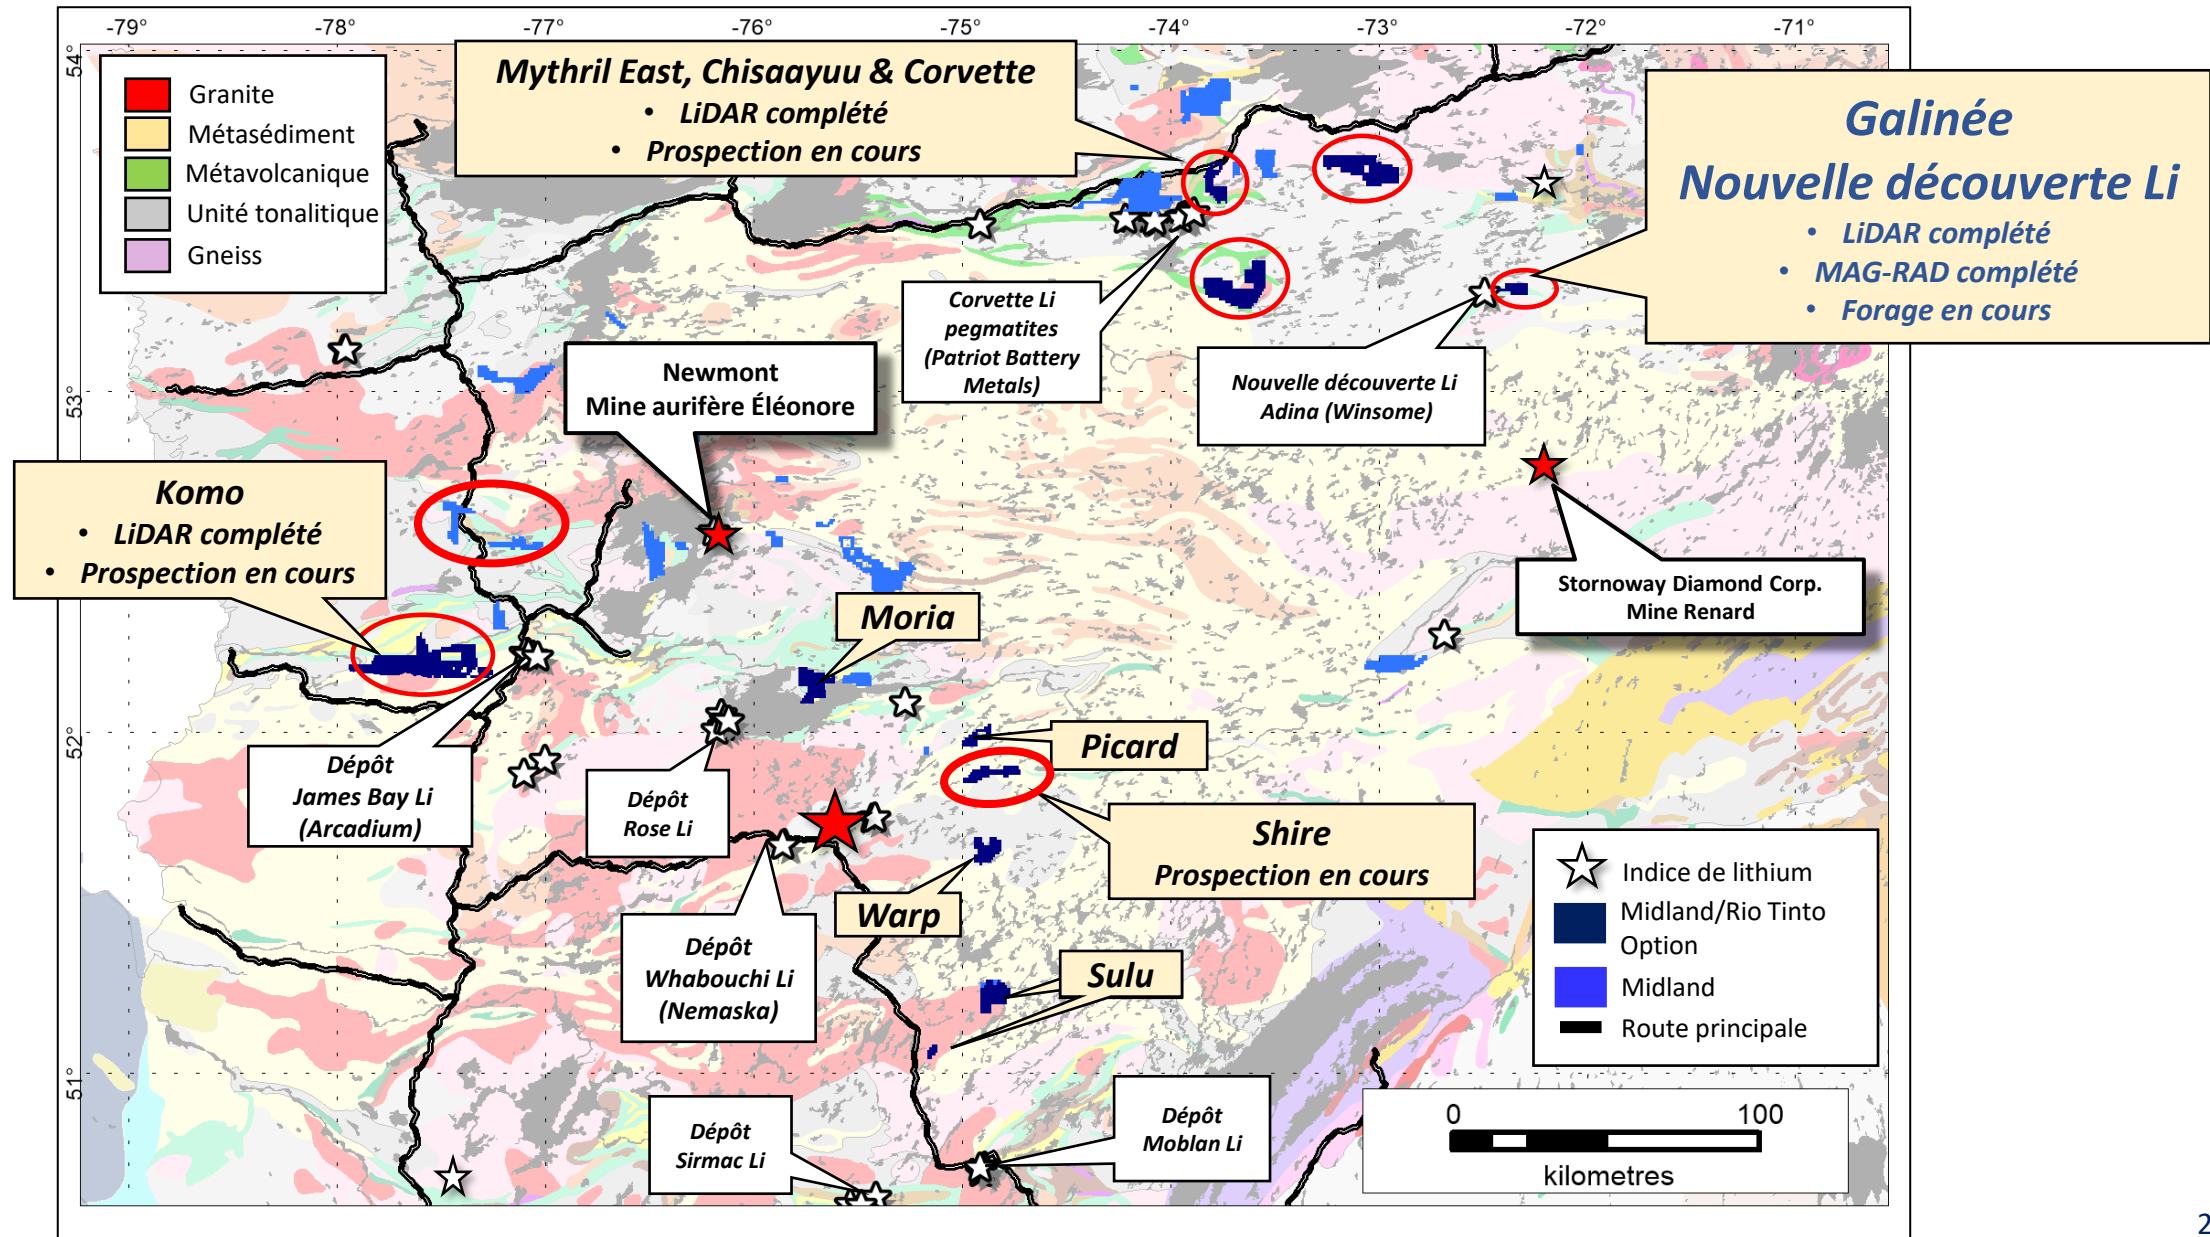 -79°
-78°
-77°
-76°
-75°
-74°
-73°
-72°
-71°
54°
53°
52°
51°
Granite
Métasédiment
Métavolcanique
Unité tonalitique
Gneiss
Mythril East, Chisaayuu & Corvette
• LiDAR complété
• Prospection en cours
Galinée
Nouvelle découverte Li
• LiDAR complété
• MAG-RAD complété
• Forage en cours
Corvette Li
pegmatites
(Patriot Battery
Metals)
Nouvelle découverte Li
Adina (Winsome)
Newmont
Mine aurifère Éléonore
Komo
• LiDAR complété
• Prospection en cours
Stornoway Diamond Corp.
Mine Renard
Moria
Picard
Dépôt
James Bay Li
(Arcadium)
Dépôt
Rose Li
Shire
Prospection en cours
Warp
Dépôt
Whabouchi Li
(Nemaska)
Sulu
Dépôt
Sirmac Li
Dépôt
Moblan Li
Indice de lithium
Midland/Rio Tinto
Option
Midland
Route principale
0 100
kilometres
2